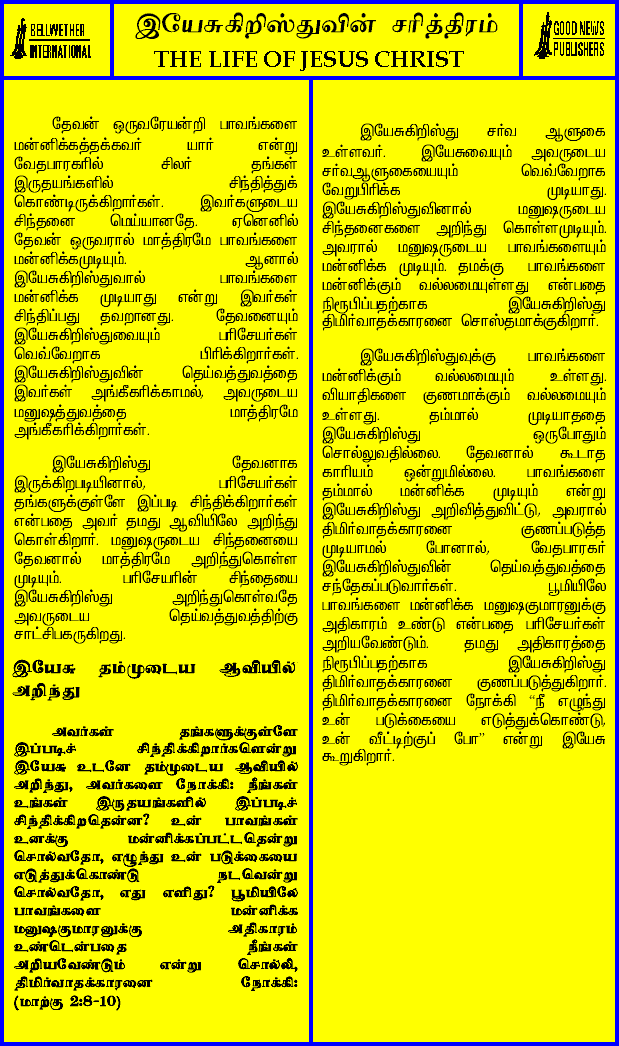 BELLWETHER
INTERNATIONAL
இயேசுகிறிஸ்துவின் சரித்திரம்
THE LIFE OF JESUS CHRIST
GOOD NEWS
PUBLISHERS
தேவன் ஒருவரேயன்றி பாவங்களை
மன்னிக்கத்தக்கவர் யார் என்று
வேதபாரகரில் சிலர் தங்கள்
இருதயங்களில் சிந்தித்துக்
கொண்டிருக்கிறார்கள். இவர்களுடைய
சிந்தனை மெய்யானதே. ஏனெனில்
தேவன் ஒருவரால் மாத்திரமே பாவங்களை
மன்னிக்கமுடியும். ஆனால்
இயேசுகிறிஸ்துவால் பாவங்களை
மன்னிக்க முடியாது என்று இவர்கள்
சிந்திப்பது தவறானது. தேவனையும்
இயேசுகிறிஸ்துவையும் பரிசேயர்கள்
வெவ்வேறாக பிரிக்கிறார்கள்.
இயேசுகிறிஸ்துவின் தெய்வத்துவத்தை
இவர்கள் அங்கீகரிக்காமல், அவருடைய
மனுஷத்துவத்தை மாத்திரமே
அங்கீகரிக்கிறார்கள்.
இயேசுகிறிஸ்து தேவனாக
இருக்கிறபடியினால், பரிசேயர்கள்
தங்களுக்குள்ளே இப்படி சிந்திக்கிறார்கள்
என்பதை அவர் தமது ஆவியிலே அறிந்து
கொள்கிறார். மனுஷருடைய சிந்தனையை
தேவனால் மாத்திரமே அறிந்துகொள்ள
முடியும். பரிசேயரின் சிந்தையை
இயேசுகிறிஸ்து அறிந்துகொள்வதே
அவருடைய தெய்வத்துவத்திற்கு
சாட்சிபகருகிறது.
இயேசு தம்முடைய ஆவியில்
அறிந்து
அவர்கள் தங்களுக்குள்ளே
இப்படிச் சிந்திக்கிறார்களென்று
இயேசு உடனே தம்முடைய ஆவியில்
அறிந்து, அவர்களை நோக்கி: நீங்கள்
உங்கள் இருதயங்களில் இப்படிச்
சிந்திக்கிறதென்ன? உன் பாவங்கள்
உனக்கு மன்னிக்கப்பட்டதென்று
சொல்வதோ, எழுந்து உன் படுக்கையை
எடுத்துக்கொண்டு நடவென்று
சொல்வதோ, எது எளிது? பூமியிலே
பாவங்களை மன்னிக்க
மனுஷகுமாரனுக்கு அதிகாரம்
உண்டென்பதை நீங்கள்
அறியவேண்டும் என்று சொல்லி,
திமிர்வாதக்காரனை நோக்கி:
(மாற்கு 2:8-10)
இயேசுகிறிஸ்து சர்வ ஆளுகை
உள்ளவர். இயேசுவையும் அவருடைய
சர்வஆளுகையையும் வெவ்வேறாக
வேறுபிரிக்க முடியாது.
இயேசுகிறிஸ்துவினால் மனுஷருடைய
சிந்தனைகளை அறிந்து கொள்ளமுடியும்.
அவரால் மனுஷருடைய பாவங்களையும்
மன்னிக்க முடியும். தமக்கு பாவங்களை
மன்னிக்கும் வல்லமையுள்ளது என்பதை
நிரூபிப்பதற்காக இயேசுகிறிஸ்து
திமிர்வாதக்காரனை சொஸ்தமாக்குகிறார்.
இயேசுகிறிஸ்துவுக்கு பாவங்களை
மன்னிக்கும் வல்லமையும் உள்ளது.
வியாதிகளை குணமாக்கும் வல்லமையும்
உள்ளது. தம்மால் முடியாததை
இயேசுகிறிஸ்து ஒருபோதும்
சொல்லுவதில்லை. தேவனால் கூடாத
காரியம் ஒன்றுமில்லை. பாவங்களை
தம்மால் மன்னிக்க முடியும் என்று
இயேசுகிறிஸ்து அறிவித்துவிட்டு, அவரால்
திமிர்வாதக்காரனை குணப்படுத்த
முடியாமல் போனால், வேதபாரகர்
இயேசுகிறிஸ்துவின் தெய்வத்துவத்தை
சந்தேகப்படுவார்கள். பூமியிலே
பாவங்களை மன்னிக்க மனுஷகுமாரனுக்கு
அதிகாரம் உண்டு என்பதை பரிசேயர்கள்
அறியவேண்டும். தமது அதிகாரத்தை
நிரூபிப்பதற்காக இயேசுகிறிஸ்து
திமிர்வாதக்காரனை குணப்படுத்துகிறார்.
திமிர்வாதக்காரனை நோக்கி “நீ எழுந்து
உன் படுக்கையை எடுத்துக்கொண்டு,
உன் வீட்டிற்குப் போ” என்று இயேசு
கூறுகிறார்.